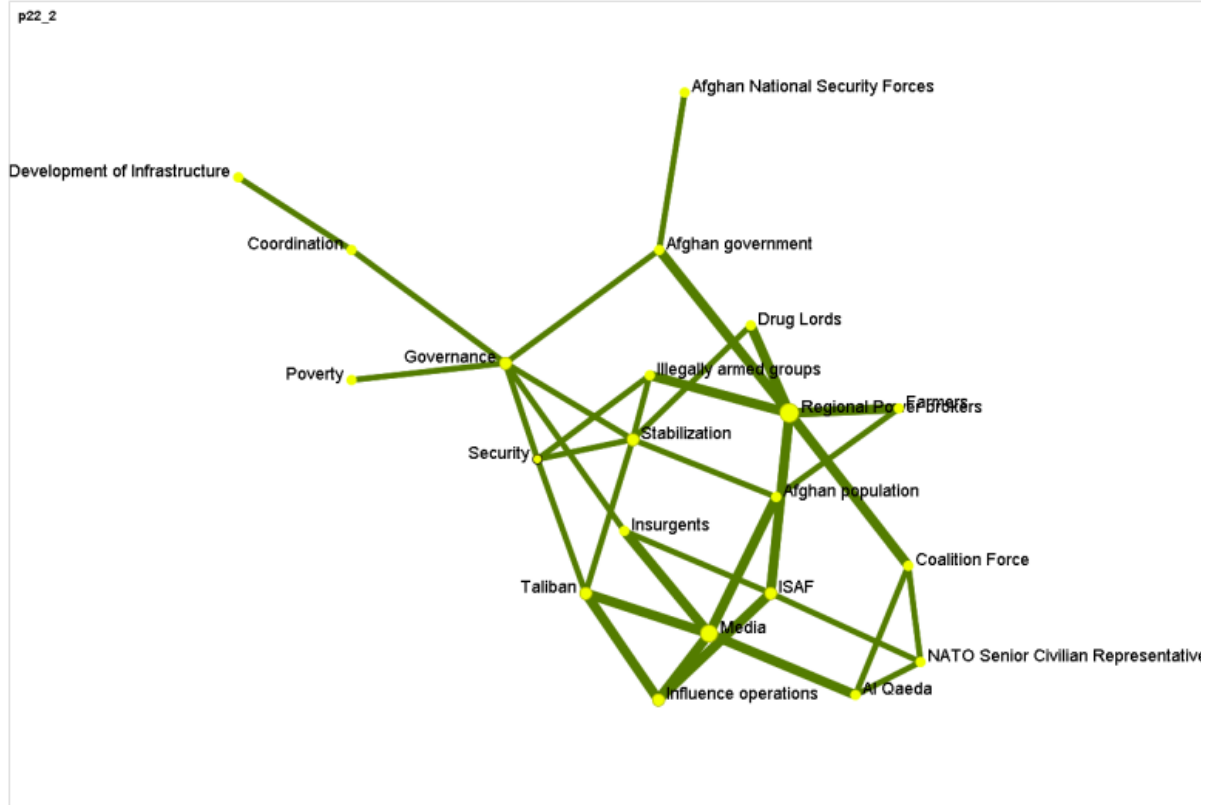 p22_2
Afghan National Security Forces
Development of Infrastructure
Coordination
Afghan government
Drug Lords
Governance
Illegally armed groups
Poverty
Regional Power brokers
Farmers
Stabilization
Security
Afghan population
Insurgents
Coalition Force
Taliban
ISAF
Media
NATO Senior Civilian Representative
Influence operations
Al Qaeda